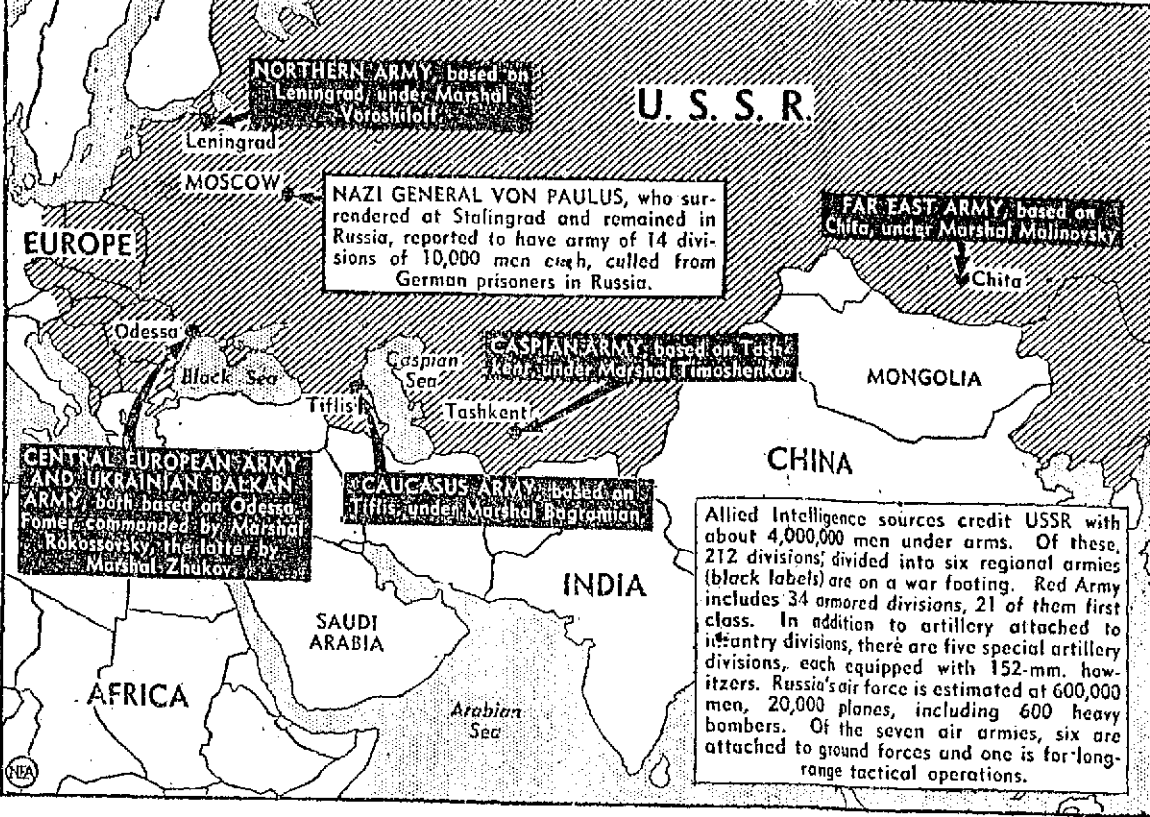 NORTHERN ARMY, based on
Leningrad, under Marshal
Voroshiloff.
U. S. S. R.
Leningrad
MOSCOW
NAZI GENERAL VON PAULUS, who sur-
rendered at Stalingrad and remained in
Russia, reported to have army of 14 divi-
sions of 10,000 men each, culled from
German prisoners in Russia.
FAR EAST ARMY, based on
Chita, under Marshal Malinovsky
Chita
EUROPE
Odessa
Black Sea
Caspian
Sea
CASPIAN ARMY, based on Tash-
kent, under Marshal Timoshenko.
MONGOLIA
Tiflis
Tashkent
CHINA
CENTRAL EUROPEAN ARMY
AND UKRAINIAN BALKAN
ARMY, both based on Odessa.
Fomer commanded by Marshal
Rokossovsky, the latter by
Marshal Zhukov.
CAUCASUS ARMY, based on
Tiflis, under Marshal Bagramian.
Allied Intelligence sources credit USSR with
about 4,000,000 men under arms. Of these,
212 divisions, divided into six regional armies
(black labels) are on a war footing. Red Army
includes 34 armored divisions, 21 of them first
class. In addition to artillery attached to
infantry divisions, there are five special artillery
divisions, each equipped with 152-mm. how-
itzers. Russia's air force is estimated at 600,000
men, 20,000 planes, including 600 heavy
bombers. Of the seven air armies, six are
attached to ground forces and one is for long-
range tactical operations.
INDIA
SAUDI
ARABIA
AFRICA
Arabian
Sea
NEA